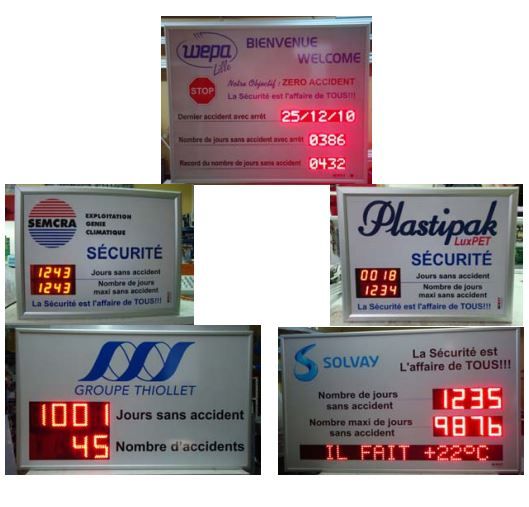 wepa
Lille
BIENVENUE
WELCOME
STOP
Notre Objectif : ZERO ACCIDENT
La Sécurité est l'affaire de TOUS!!!
Dernier accident avec arrêt 25/12/10
Nombre de jours sans accident avec arrêt 0386
Record du nombre de jours sans accident 0432
SEMCRA
EXPLOITATION
GENIE
CLIMATIQUE
SÉCURITÉ
1243 Jours sans accident
1243 Nombre de jours
maxi sans accident
La Sécurité est l'affaire de TOUS!!!
Plastipak
LuxPET
SÉCURITÉ
0018 Jours sans accident
1234 Nombre de jours
maxi sans accident
La Sécurité est l'affaire de TOUS!!!
GROUPE THIOLLET
1001 Jours sans accident
45 Nombre d'accidents
SOLVAY
La Sécurité est
L'affaire de TOUS!!!
Nombre de jours
sans accident 1235
Nombre maxi de jours
sans accident 9876
IL FAIT +22°C